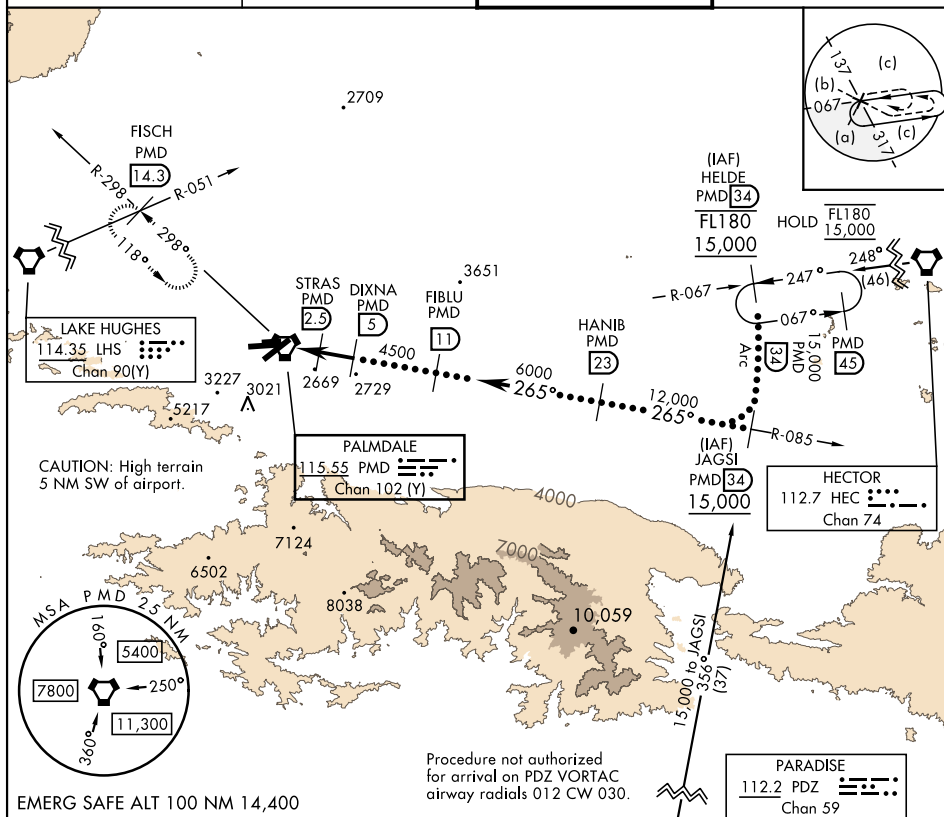 2709
FISCH
PMD
14.3
R-298
R-051
298°
118°
137
(c)
(b)
067
(a)
(c)
317
(IAF)
HELDE
PMD 34
FL180
15,000
HOLD
FL180
15,000
248°
(46)
R-067
247°
067°
15,000
PMD
34
Arc
PMD
45
LAKE HUGHES
114.35 LHS
Chan 90(Y)
STRAS
PMD
2.5
DIXNA
PMD
5
3651
FIBLU
PMD
11
HANIB
PMD
23
4500
6000
265°
12,000
265°
R-085
(IAF)
JAGSI
PMD 34
15,000
3227
3021
2669
2729
5217
CAUTION: High terrain
5 NM SW of airport.
PALMDALE
115.55 PMD
Chan 102 (Y)
HECTOR
112.7 HEC
Chan 74
4000
7000
7124
6502
8038
10,059
15,000 to JAGSI
356°
(37)
MSA PMD 25 NM
160°
5400
7800
250°
11,300
360°
EMERG SAFE ALT 100 NM 14,400
Procedure not authorized
for arrival on PDZ VORTAC
airway radials 012 CW 030.
PARADISE
112.2 PDZ
Chan 59